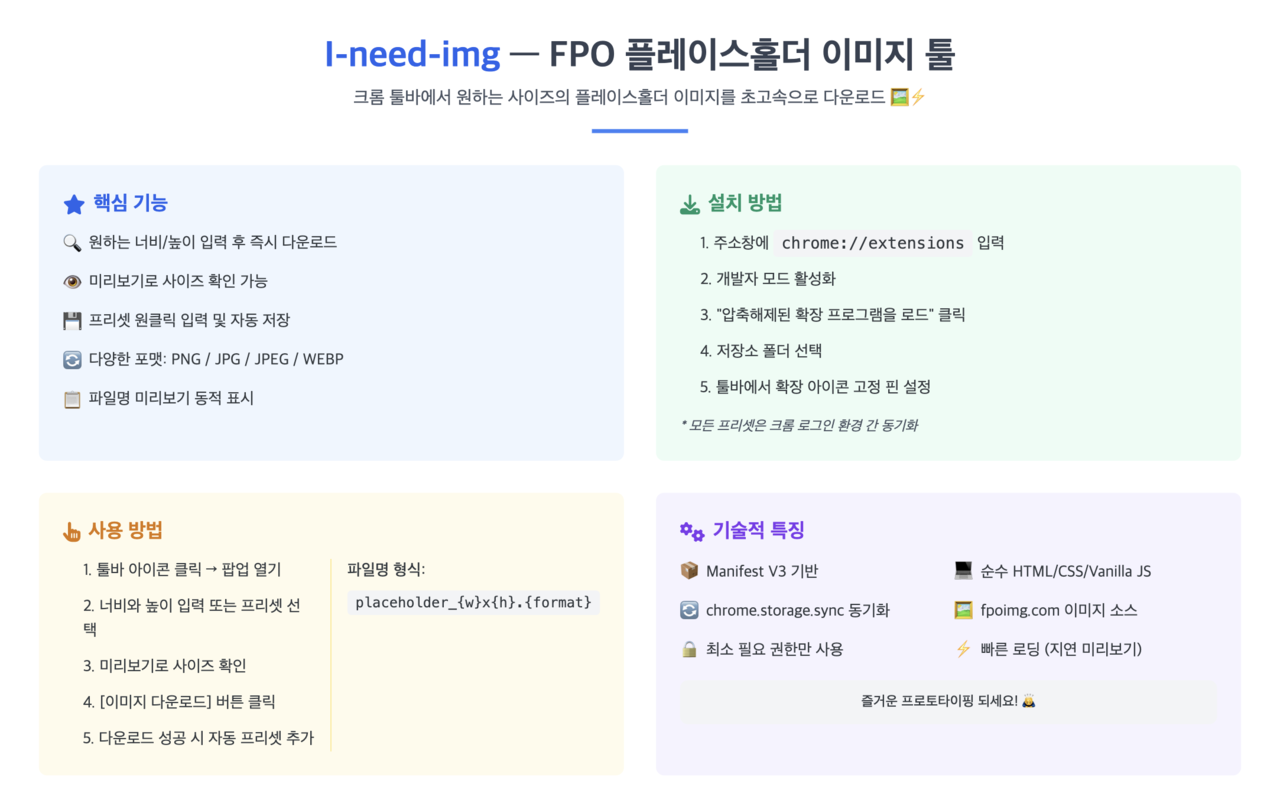 I-need-img — FPO 플레이스홀더 이미지 툴
크롬 툴바에서 원하는 사이즈의 플레이스홀더 이미지를 초고속으로 다운로드 🖼️⚡
핵심 기능
🔍 원하는 너비/높이 입력 후 즉시 다운로드
👁️ 미리보기로 사이즈 확인 가능
💾 프리셋 원클릭 입력 및 자동 저장
🔄 다양한 포맷: PNG / JPG / JPEG / WEBP
📋 파일명 미리보기 동적 표시
설치 방법
1. 주소창에 chrome://extensions 입력
2. 개발자 모드 활성화
3. "압축해제된 확장 프로그램을 로드" 클릭
4. 저장소 폴더 선택
5. 툴바에서 확장 아이콘 고정 핀 설정
* 모든 프리셋은 크롬 로그인 환경 간 동기화
사용 방법
1. 툴바 아이콘 클릭 → 팝업 열기
2. 너비와 높이 입력 또는 프리셋 선
택
3. 미리보기로 사이즈 확인
4. [이미지 다운로드] 버튼 클릭
5. 다운로드 성공 시 자동 프리셋 추가
파일명 형식:
placeholder_{w}x{h}.{format}
기술적 특징
📦 Manifest V3 기반
💻 순수 HTML/CSS/Vanilla JS
🔄 chrome.storage.sync 동기화
🖼️ fpoimg.com 이미지 소스
🔒 최소 필요 권한만 사용
⚡ 빠른 로딩 (지연 미리보기)
즐거운 프로토타이핑 되세요! 🙇